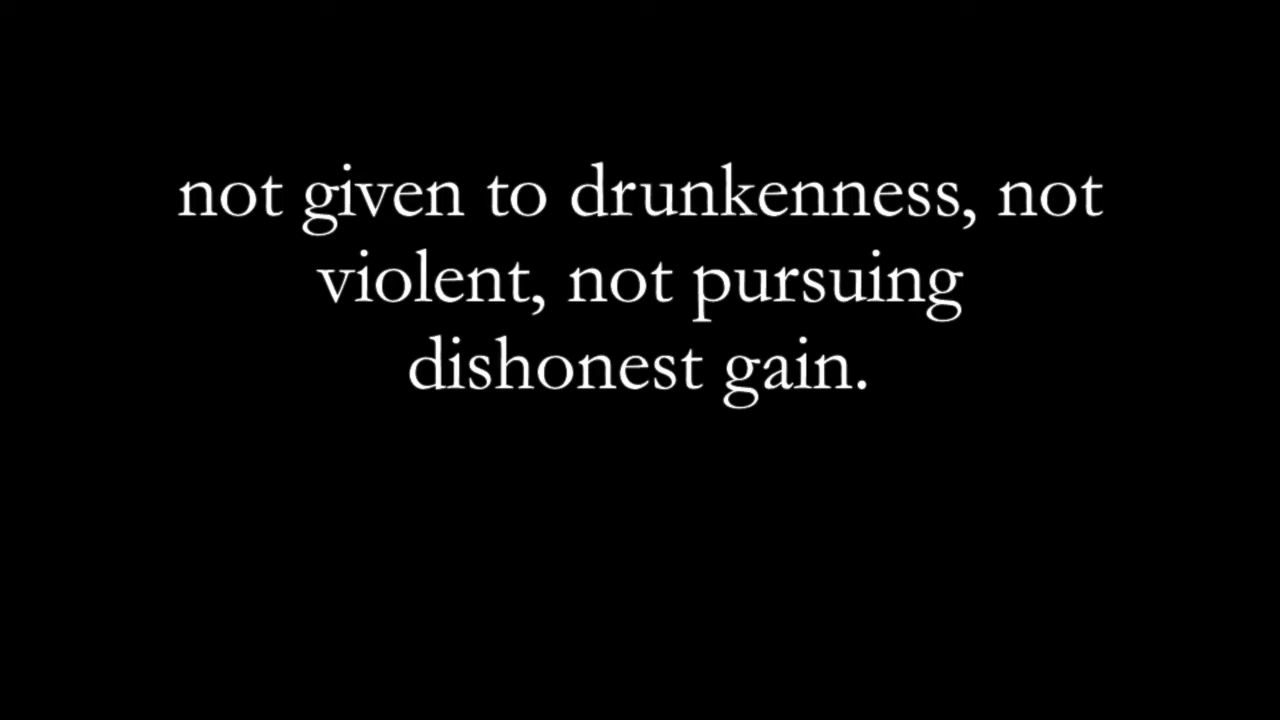 not given to drunkenness, not
violent, not pursuing
dishonest gain.